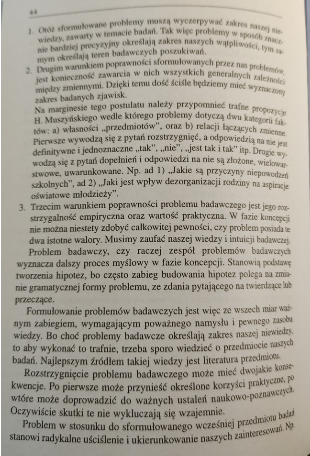 44
1. Otóż sformułowane problemy muszą wyczerpywać zakres naszej nie-
wiedzy, zawarty w temacie badań. Tak więc problemy w sposób znacz-
nie bardziej precyzyjny określają zakres naszych wątpliwości, tym sa-
mym określają teren badawczych poszukiwań.
2. Drugim warunkiem poprawności sformułowanych przez nas problemów
jest konieczność zawarcia w nich wszystkich generalnych zależności
między zmiennymi. Dzięki temu dość ściśle będziemy mieć wyznaczony
zakres badanych zjawisk.
Na marginesie tego postulatu należy przypomnieć trafne propozycje
H. Muszyńskiego wedle którego problemy dotyczą dwu kategorii fak-
tów: a) własności „przedmiotów", oraz b) relacji łączących zmienne.
Pierwsze wywodzą się z pytań rozstrzygnięć, a odpowiedzią na nie jest
definitywne i jednoznaczne „tak", „nie", „jest tak i tak" itp. Drugie wy-
wodzą się z pytań dopełnień i odpowiedzi na nie są złożone, wielowar-
stwowe, uwarunkowane. Np. ad 1) „Jakie są przyczyny niepowodzeń
szkolnych", ad 2) „Jaki jest wpływ dezorganizacji rodziny na aspiracje
oświatowe młodzieży".
3. Trzecim warunkiem poprawności problemu badawczego jest jego roz-
strzygalność empiryczna oraz wartość praktyczna. W fazie koncepcji
nie można niestety zdobyć całkowitej pewności, czy problem posiada te
dwa istotne walory. Musimy zaufać naszej wiedzy i intuicji badawczej.
Problem badawczy, czy raczej zespół problemów badawczych
wyznacza dalszy proces myślowy w fazie koncepcji. Stanowią podstawę
tworzenia hipotez, bo często zabieg budowania hipotez polega na zmia-
nie gramatycznej formy problemu, ze zdania pytającego na twierdzące lub
przeczące.
Formułowanie problemów badawczych jest więc ze wszech miar waż-
nym zabiegiem, wymagającym poważnego namysłu i pewnego zasobu
wiedzy. Bo choć problemy badawcze określają zakres naszej niewiedzy,
to aby wykonać to trafnie, trzeba sporo wiedzieć o przedmiocie naszych
badań. Najlepszym źródłem takiej wiedzy jest literatura przedmiotu.
Rozstrzygnięcie problemu badawczego może mieć dwojakie konse-
kwencje. Po pierwsze może przynieść określone korzyści praktyczne, po
wtóre może doprowadzić do ważnych ustaleń naukowo-poznawczych.
Oczywiście skutki te nie wykluczają się wzajemnie.
Problem w stosunku do sformułowanego wcześniej przedmiotu badań
stanowi radykalne uściślenie i ukierunkowanie naszych zainteresowań. Np.